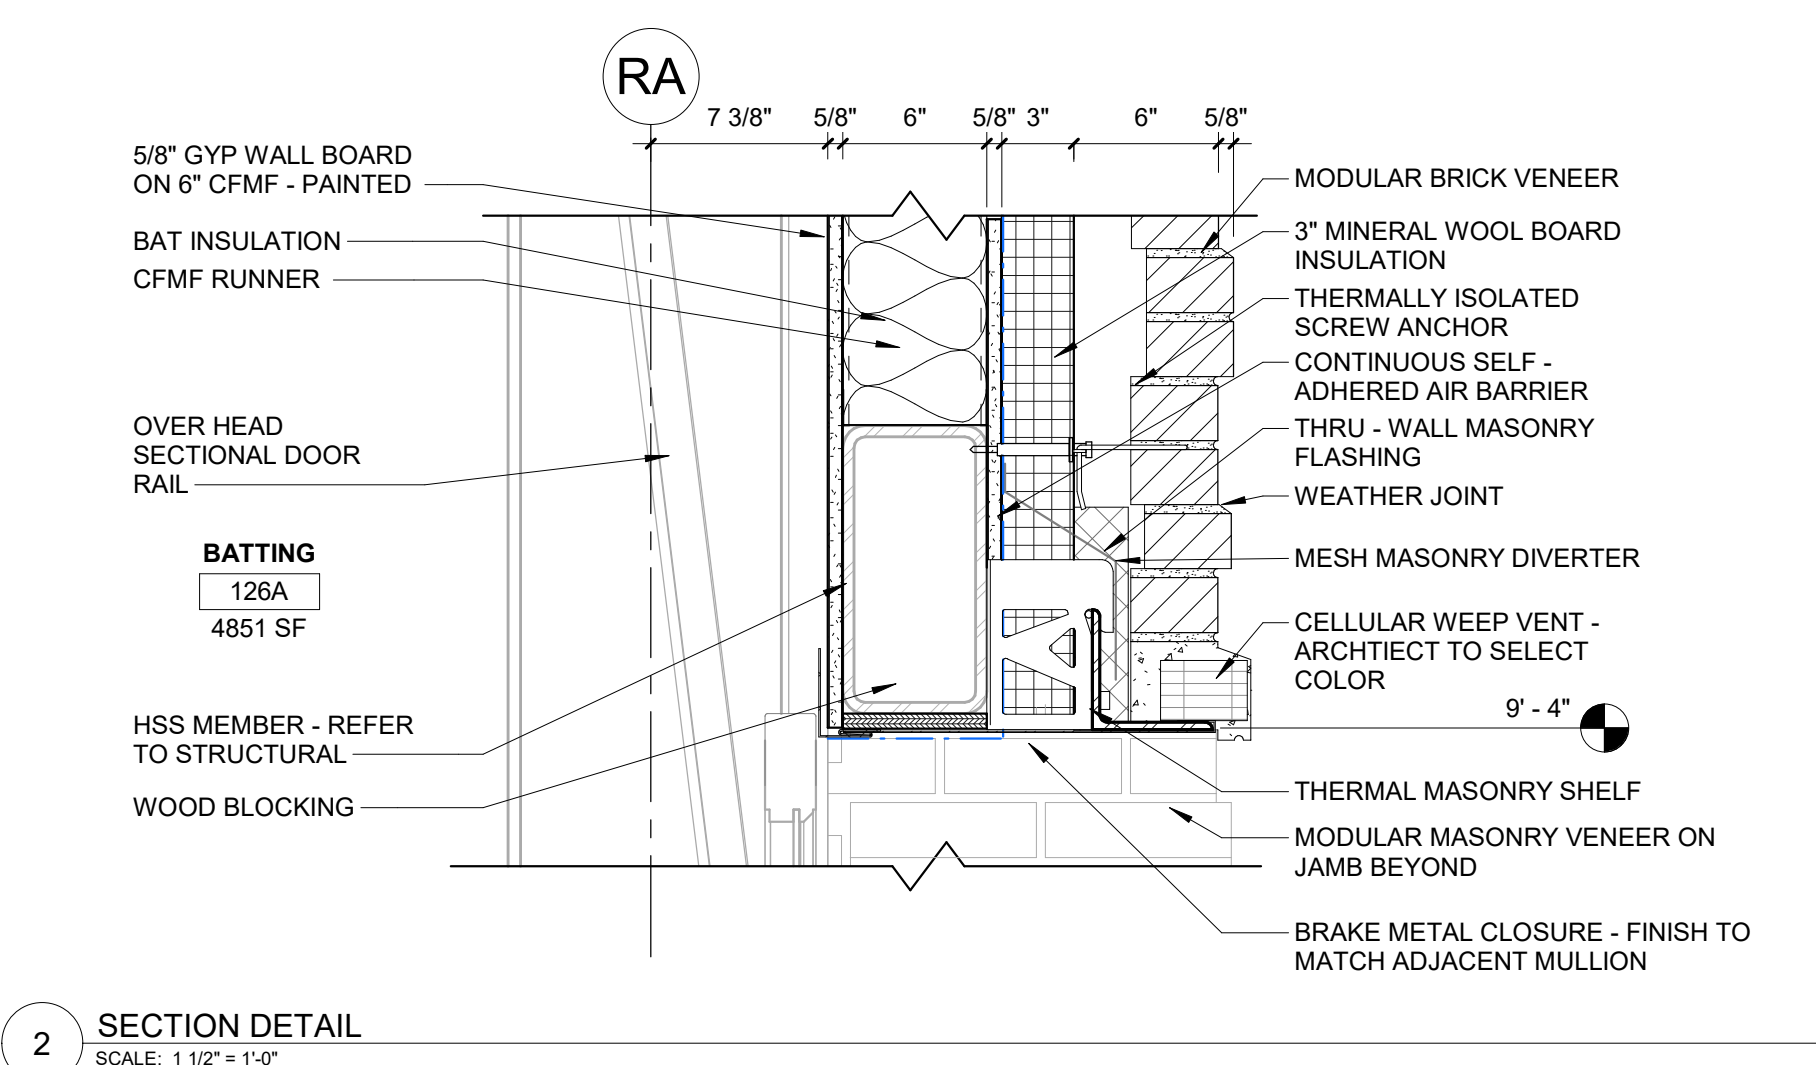 RA
7 3/8" 5/8" 6" 5/8" 3" 6" 5/8"
5/8" GYP WALL BOARD
ON 6" CFMF - PAINTED
BAT INSULATION
CFMF RUNNER
OVER HEAD
SECTIONAL DOOR
RAIL
BATTING
126A
4851 SF
HSS MEMBER - REFER
TO STRUCTURAL
WOOD BLOCKING
MODULAR BRICK VENEER
3" MINERAL WOOL BOARD
INSULATION
THERMALLY ISOLATED
SCREW ANCHOR
CONTINUOUS SELF -
ADHERED AIR BARRIER
THRU - WALL MASONRY
FLASHING
WEATHER JOINT
MESH MASONRY DIVERTER
CELLULAR WEEP VENT -
ARCHTIECT TO SELECT
COLOR
9' - 4"
THERMAL MASONRY SHELF
MODULAR MASONRY VENEER ON
JAMB BEYOND
BRAKE METAL CLOSURE - FINISH TO
MATCH ADJACENT MULLION
2
SECTION DETAIL
SCALE: 1 1/2" = 1'-0"